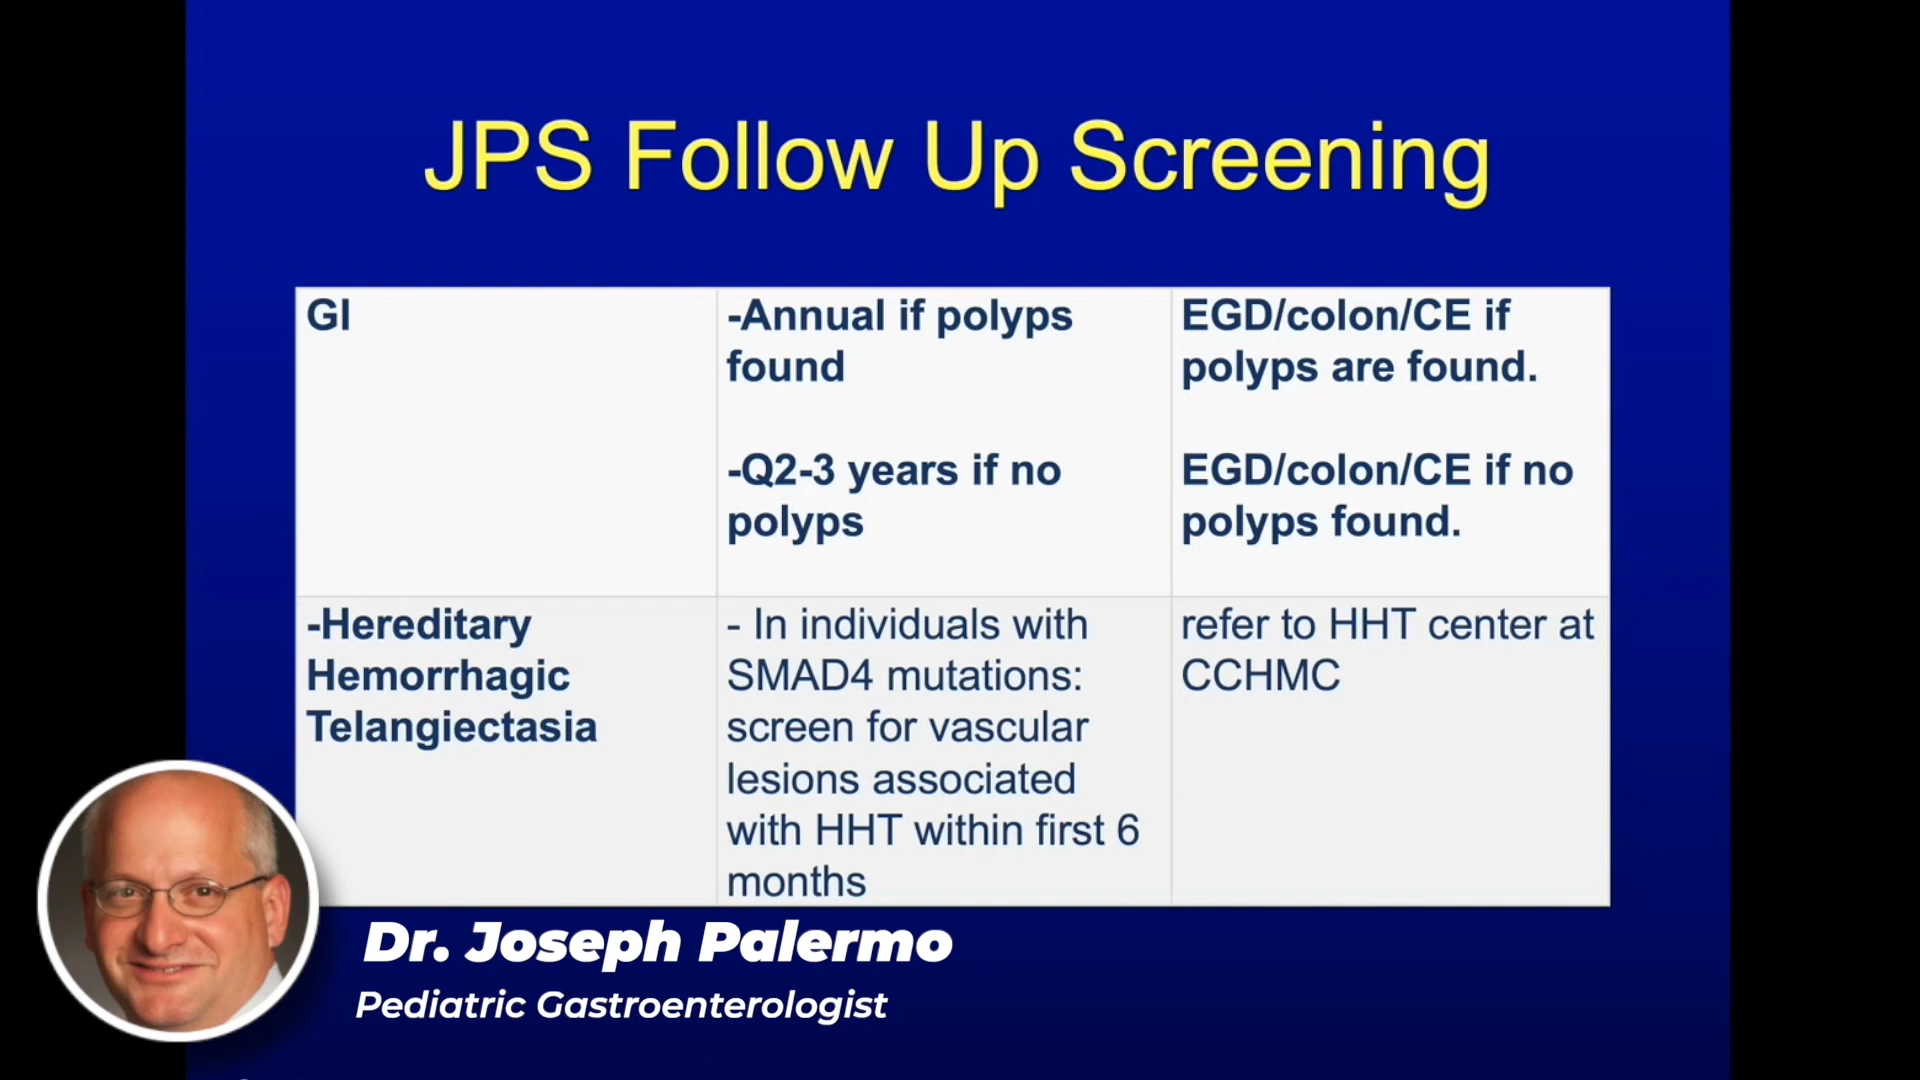 JPS Follow Up Screening
GI
-Annual if polyps
found
-Q2-3 years if no
polyps
EGD/colon/CE if
polyps are found.
EGD/colon/CE if no
polyps found.
-Hereditary
Hemorrhagic
Telangiectasia
- In individuals with
SMAD4 mutations:
screen for vascular
lesions associated
with HHT within first 6
months
refer to HHT center at
CCHMC
Dr. Joseph Palermo
Pediatric Gastroenterologist